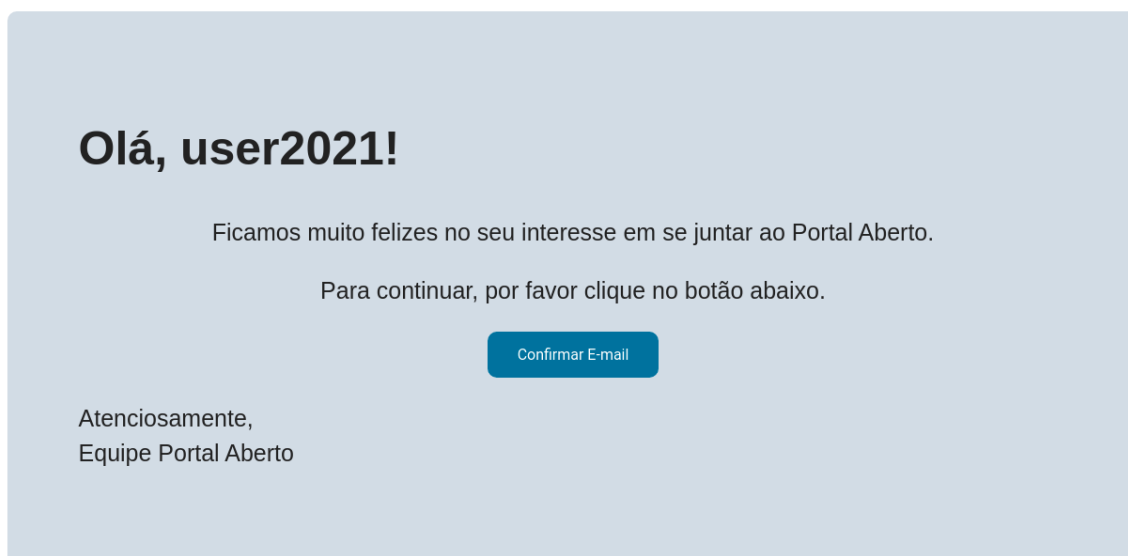 Olá, user2021!
Ficamos muito felizes no seu interesse em se juntar ao Portal Aberto.
Para continuar, por favor clique no botão abaixo.
Confirmar E-mail
Atenciosamente,
Equipe Portal Aberto